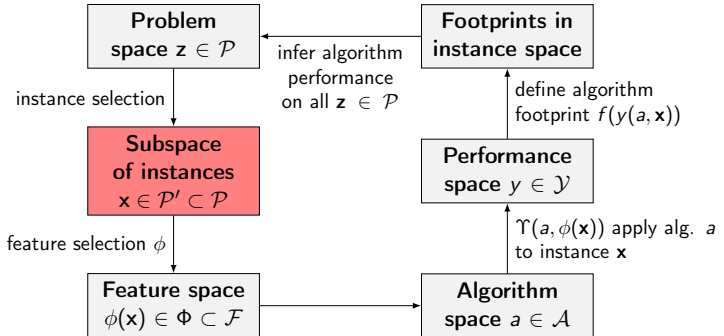 Problem
space z ∈ 𝒫
Footprints in
instance space
infer algorithm
performance
on all z ∈ 𝒫
instance selection
define algorithm
footprint f(y(a, x))
Subspace
of instances
x ∈ 𝒫′ ⊂ 𝒫
Performance
space y ∈ 𝒴
feature selection ϕ
ϒ(a, ϕ(x)) apply alg. a
to instance x
Feature space
ϕ(x) ∈ Φ ⊂ ℱ
Algorithm
space a ∈ 𝒜